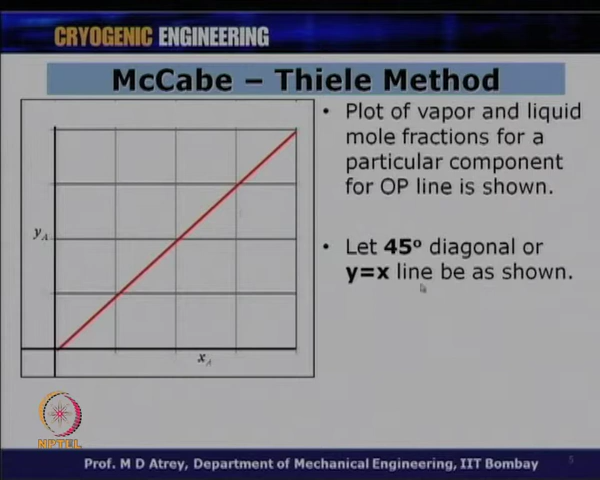 CRYOGENIC ENGINEERING
McCabe – Thiele Method
• Plot of vapor and liquid
mole fractions for a
particular component
for OP line is shown.
• Let 45º diagonal or
y=x line be as shown.
y_A
x_A
NPTEL
Prof. M D Atrey, Department of Mechanical Engineering, IIT Bombay
5